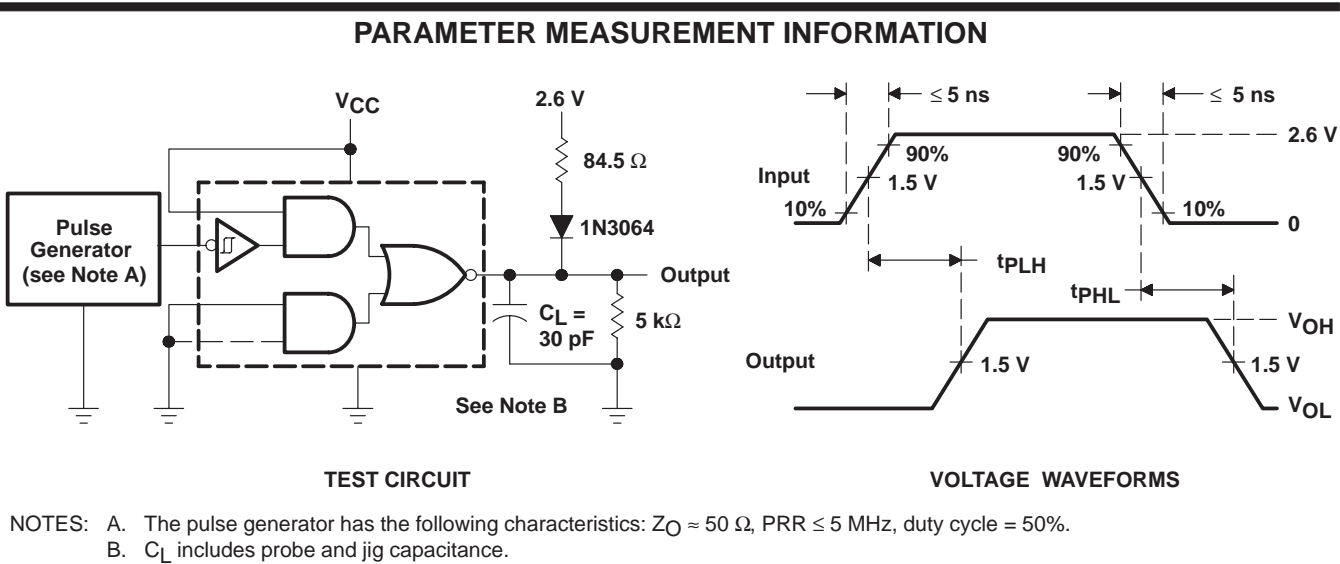 PARAMETER MEASUREMENT INFORMATION
VCC
2.6 V
84.5 Ω
1N3064
Pulse
Generator
(see Note A)
Output
CL =
30 pF
5 kΩ
See Note B
TEST CIRCUIT
≤ 5 ns
≤ 5 ns
2.6 V
90%
90%
Input
1.5 V
1.5 V
10%
10%
0
tPLH
tPHL
VOH
Output
1.5 V
1.5 V
VOL
VOLTAGE WAVEFORMS
NOTES: A. The pulse generator has the following characteristics: ZO ≈ 50 Ω, PRR ≤ 5 MHz, duty cycle = 50%.
B. CL includes probe and jig capacitance.